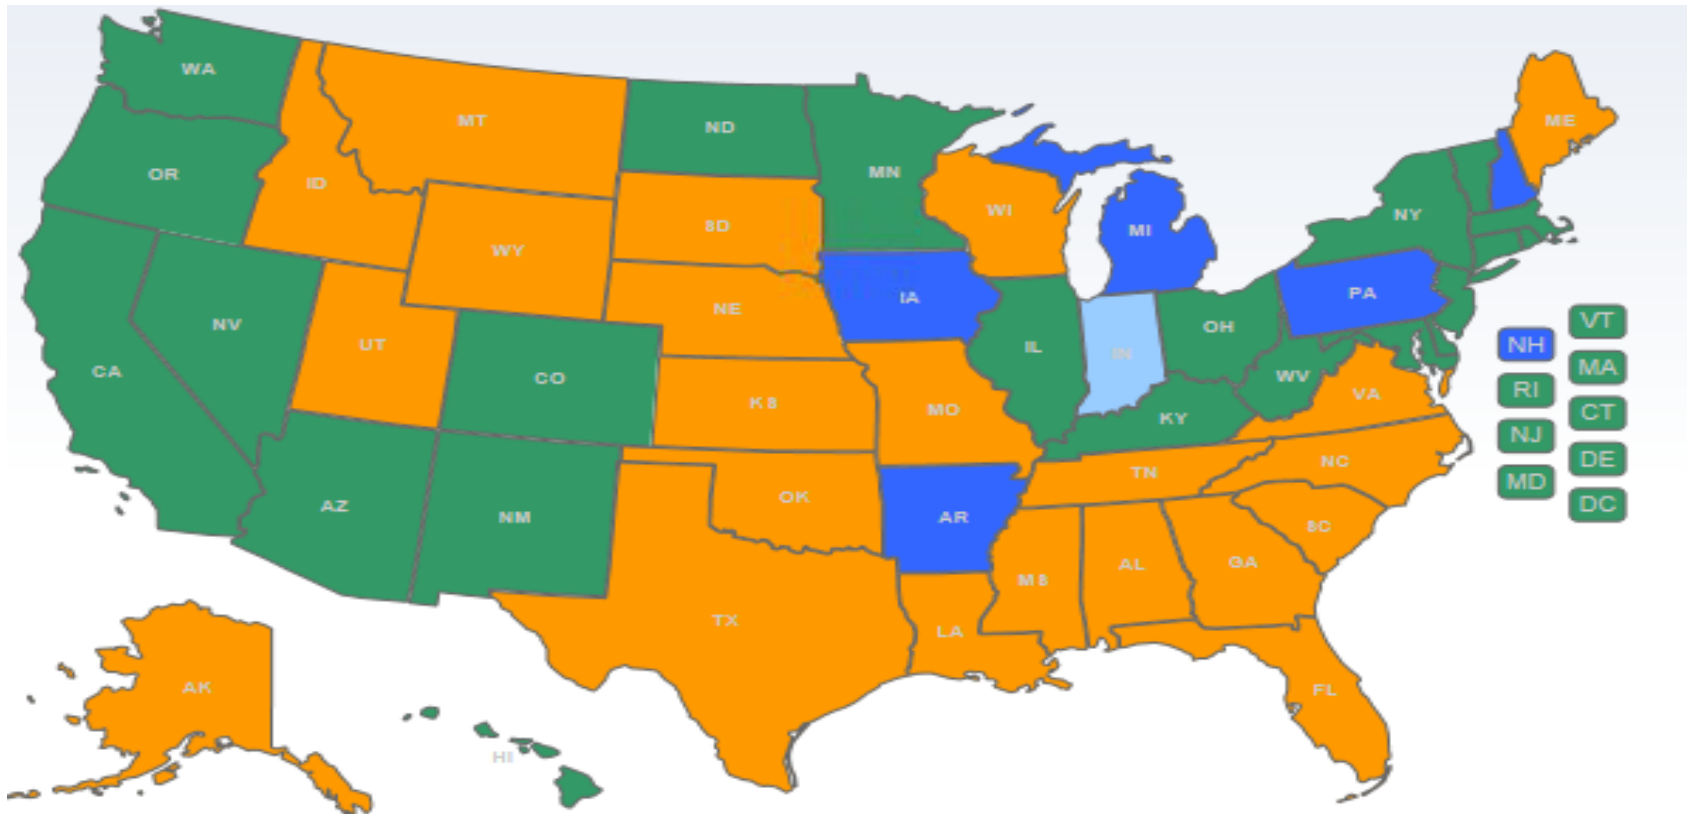 WA
MT
ND
ME
OR
ID
MN
NY
WI
SD
MI
WY
IA
PA
NE
NV
OH
VT
UT
IL
IN
NH
CA
CO
WV
MA
KS
MO
KY
VA
RI
CT
NJ
TN
NC
DE
AZ
OK
MD
NM
AR
SC
DC
MS
AL
GA
TX
LA
AK
FL
HI